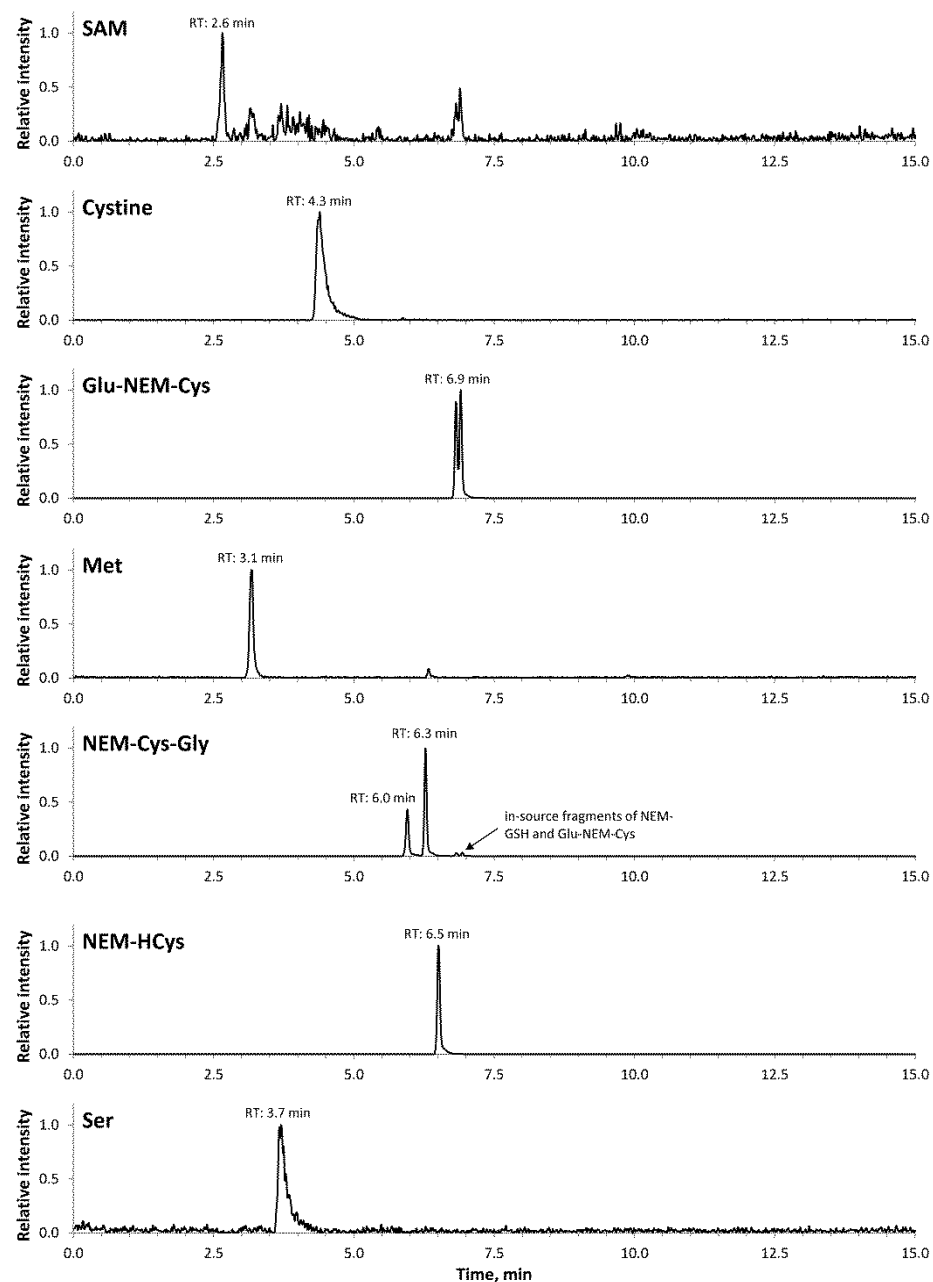 SAM
RT: 2.6 min
Relative intensity
1.0
0.5
0.0
0.0 2.5 5.0 7.5 10.0 12.5 15.0
Cystine
RT: 4.3 min
Relative intensity
1.0
0.5
0.0
0.0 2.5 5.0 7.5 10.0 12.5 15.0
Glu-NEM-Cys
RT: 6.9 min
Relative intensity
1.0
0.5
0.0
0.0 2.5 5.0 7.5 10.0 12.5 15.0
Met
RT: 3.1 min
Relative intensity
1.0
0.5
0.0
0.0 2.5 5.0 7.5 10.0 12.5 15.0
NEM-Cys-Gly
RT: 6.3 min
RT: 6.0 min
in-source fragments of NEM-
GSH and Glu-NEM-Cys
Relative intensity
1.0
0.5
0.0
0.0 2.5 5.0 7.5 10.0 12.5 15.0
NEM-HCys
RT: 6.5 min
Relative intensity
1.0
0.5
0.0
0.0 2.5 5.0 7.5 10.0 12.5 15.0
Ser
RT: 3.7 min
Relative intensity
1.0
0.5
0.0
0.0 2.5 5.0 7.5 10.0 12.5 15.0
Time, min